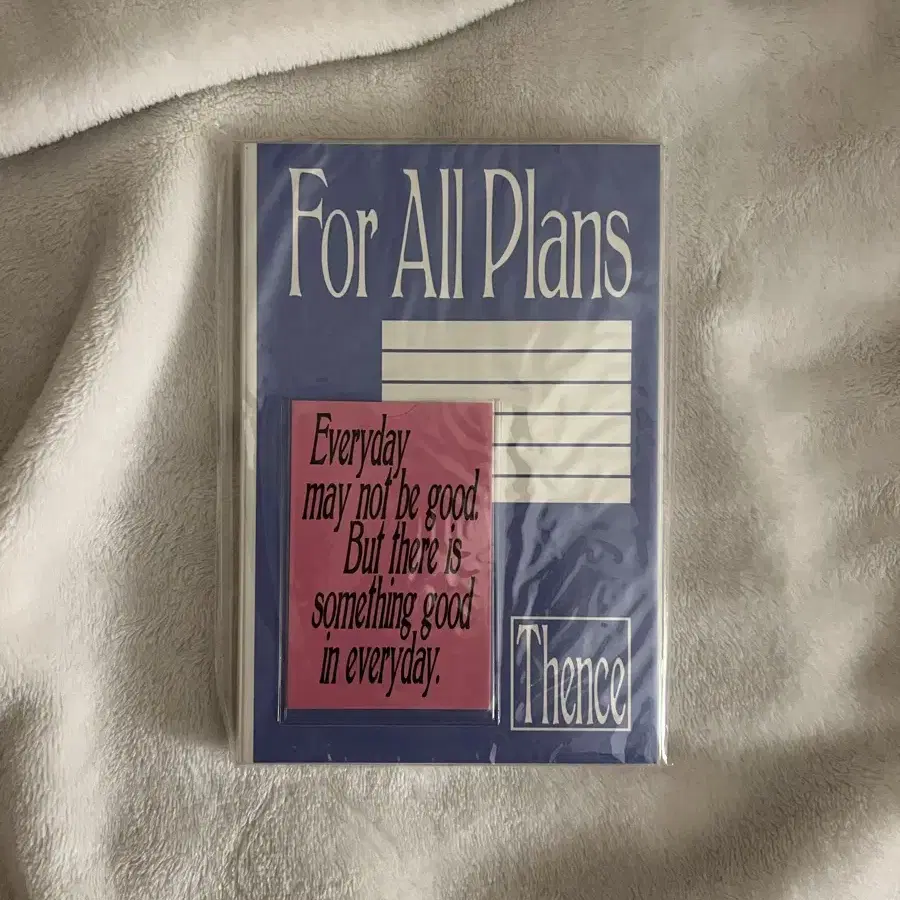 For All Plans
Everyday
may not be good.
But there is
something good
in everyday.
Thence